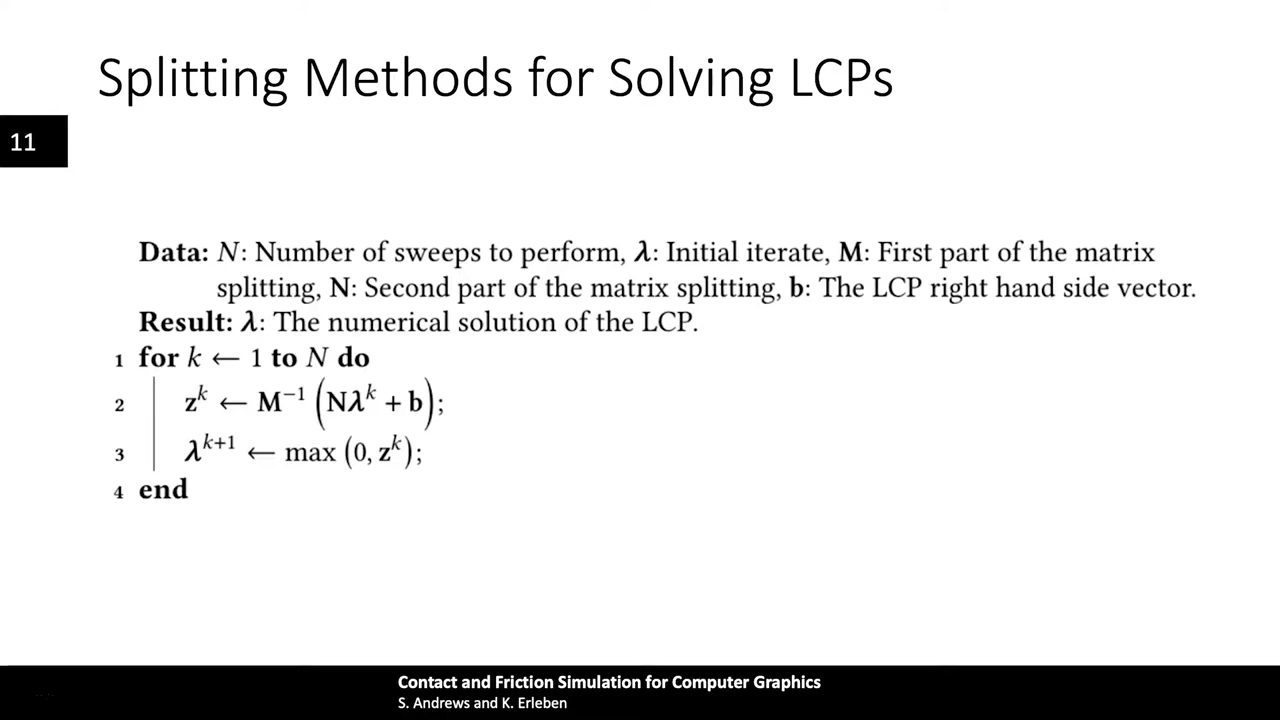 Splitting Methods for Solving LCPs
11
Data: N: Number of sweeps to perform, λ: Initial iterate, M: First part of the matrix
splitting, N: Second part of the matrix splitting, b: The LCP right hand side vector.
Result: λ: The numerical solution of the LCP.
1 for k ← 1 to N do
2 z^k ← M^{-1} (Nλ^k + b);
3 λ^{k+1} ← max (0, z^k);
4 end
Contact and Friction Simulation for Computer Graphics
S. Andrews and K. Erleben